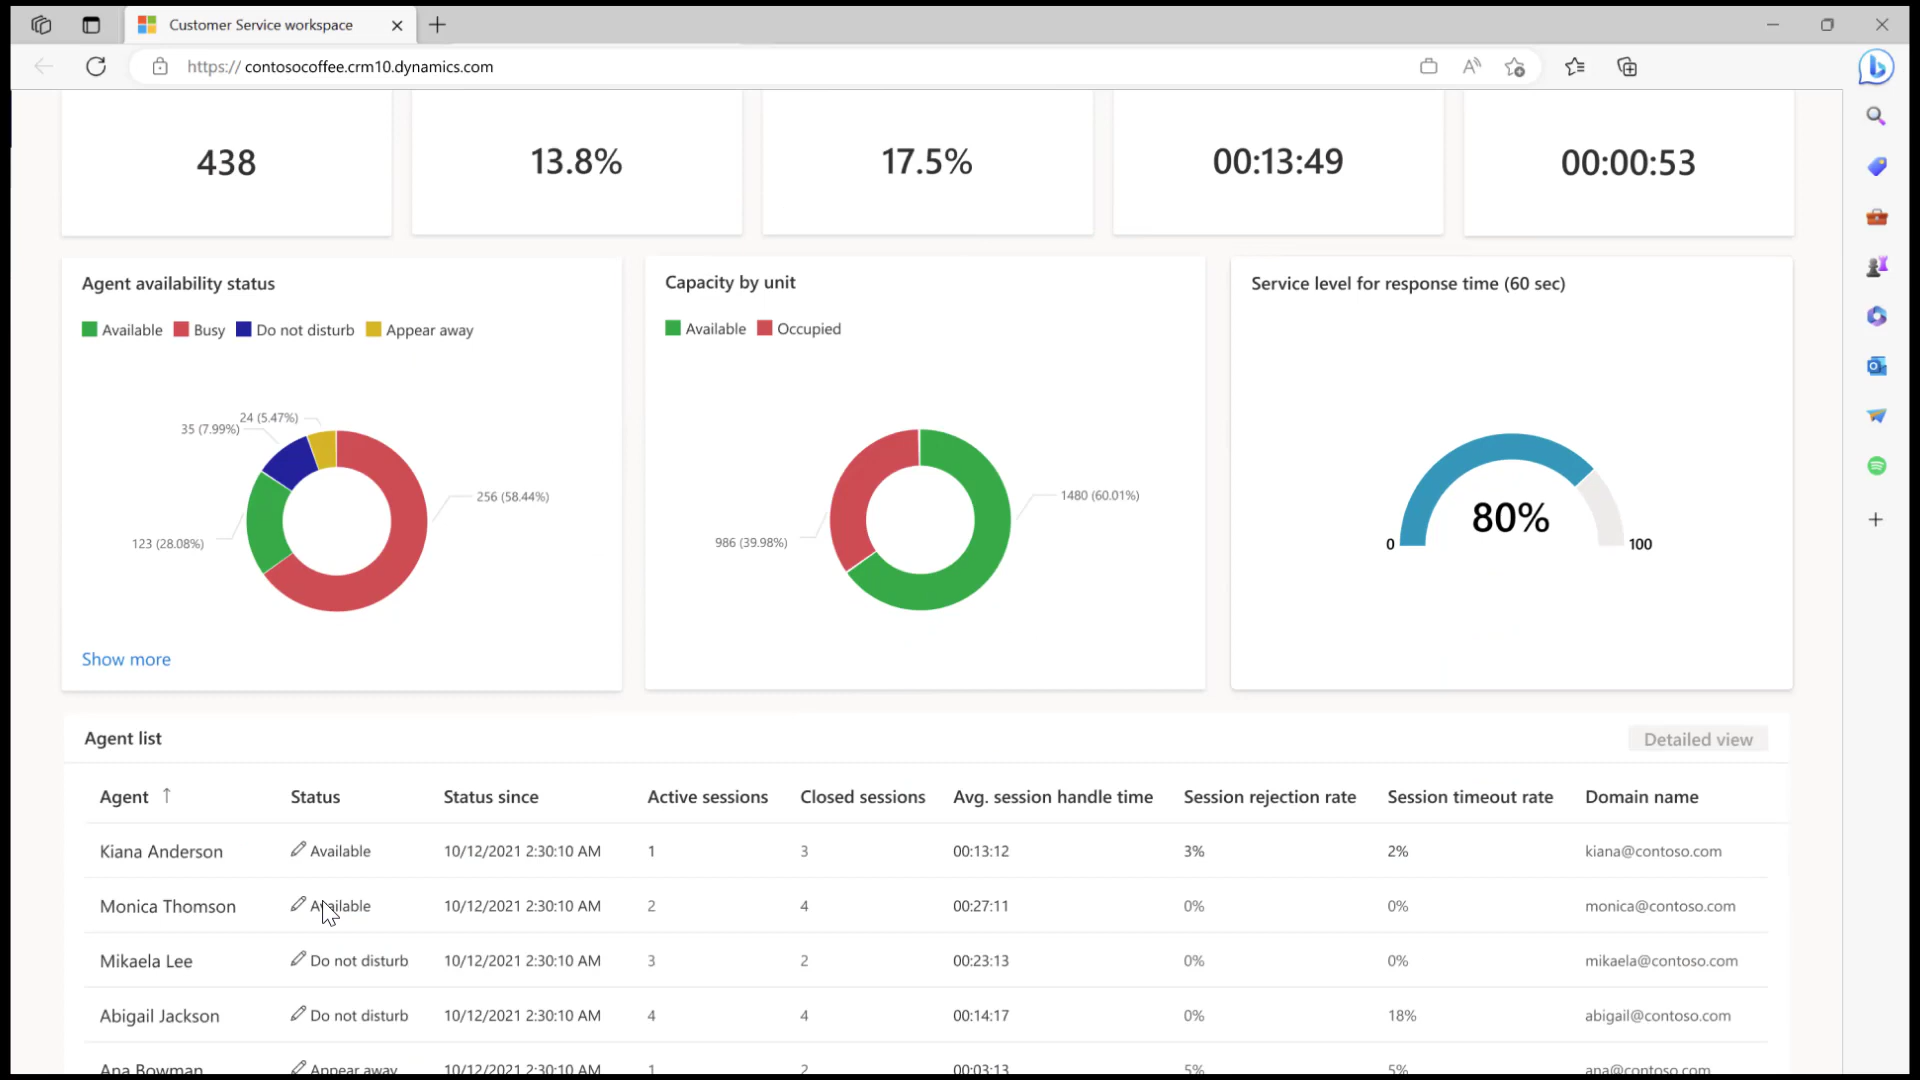 Customer Service workspace
https://contosocoffee.crm10.dynamics.com
438 13.8% 17.5% 00:13:49 00:00:53
Agent availability status
Available Busy Do not disturb Appear away
24 (5.47%)
35 (7.99%)
256 (58.44%)
123 (28.08%)
Show more
Capacity by unit
Available Occupied
1480 (60.01%)
986 (39.98%)
Service level for response time (60 sec)
80%
0 100
Agent list Detailed view
Agent ↑ Status Status since Active sessions Closed sessions Avg. session handle time Session rejection rate Session timeout rate Domain name
Kiana Anderson Available 10/12/2021 2:30:10 AM 1 3 00:13:12 3% 2% kiana@contoso.com
Monica Thomson Available 10/12/2021 2:30:10 AM 2 4 00:27:11 0% 0% monica@contoso.com
Mikaela Lee Do not disturb 10/12/2021 2:30:10 AM 3 2 00:23:13 0% 0% mikaela@contoso.com
Abigail Jackson Do not disturb 10/12/2021 2:30:10 AM 4 4 00:14:17 0% 18% abigail@contoso.com
Ana Bowman Appear away 10/12/2021 2:30:10 AM 1 2 00:03:13 5% 5% ana@contoso.com